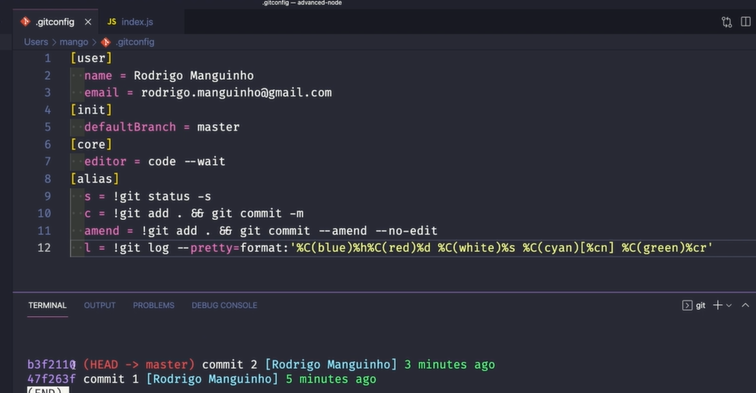 .gitconfig — advanced-node
.gitconfig × JS index.js
Users > mango > .gitconfig
1 [user]
2 name = Rodrigo Manguinho
3 email = rodrigo.manguinho@gmail.com
4 [init]
5 defaultBranch = master
6 [core]
7 editor = code --wait
8 [alias]
9 s = !git status -s
10 c = !git add . && git commit -m
11 amend = !git add . && git commit --amend --no-edit
12 l = !git log --pretty=format:'%C(blue)%h%C(red)%d %C(white)%s %C(cyan)[%cn] %C(green)%cr'
TERMINAL OUTPUT PROBLEMS DEBUG CONSOLE git
b3f2110 (HEAD -> master) commit 2 [Rodrigo Manguinho] 3 minutes ago
47f263f commit 1 [Rodrigo Manguinho] 5 minutes ago
(END)